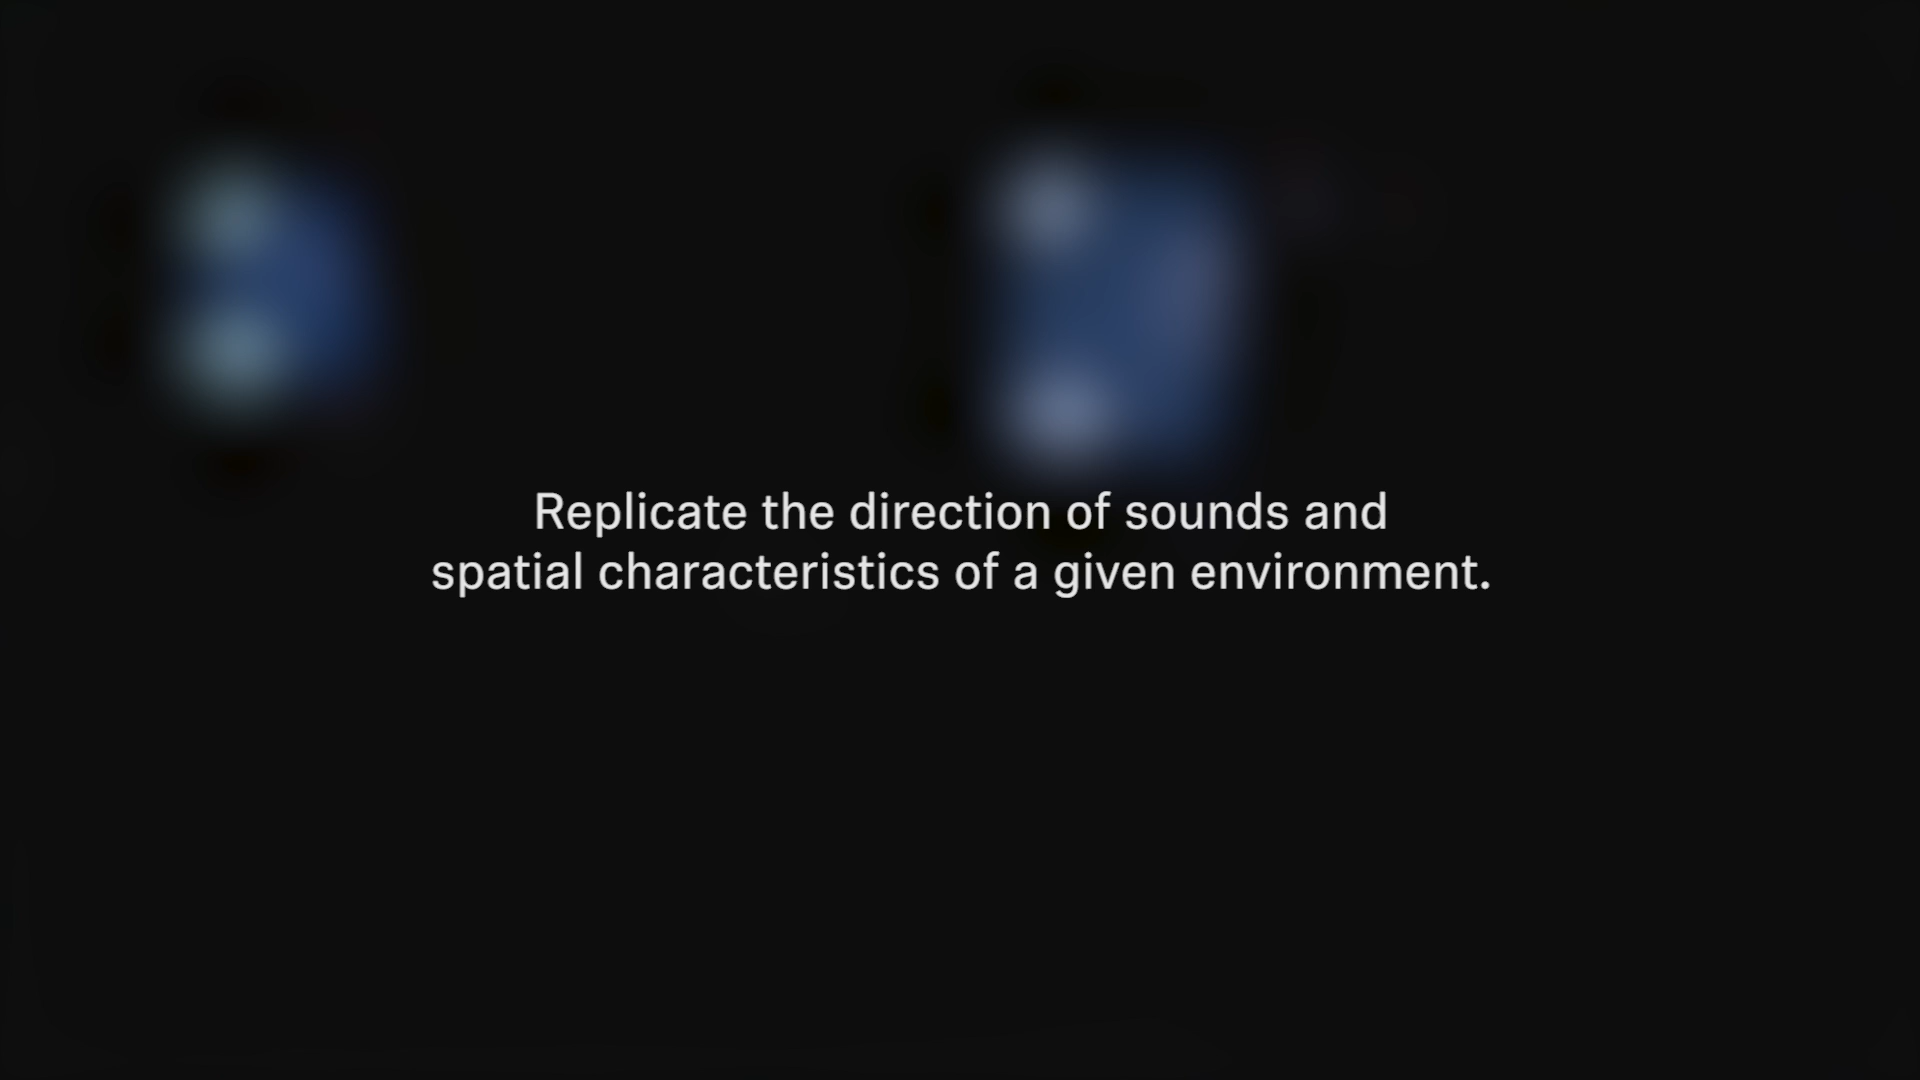 Replicate the direction of sounds and
spatial characteristics of a given environment.